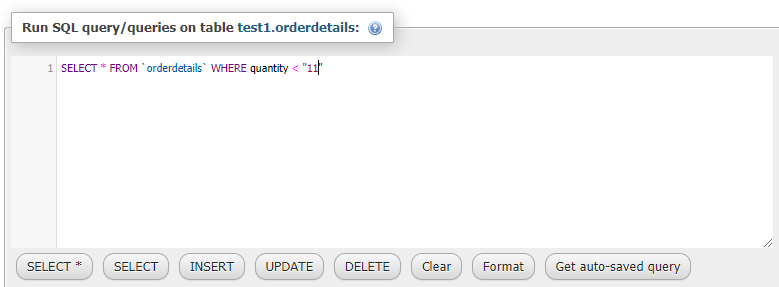 Run SQL query/queries on table test1.orderdetails:
1 SELECT * FROM `orderdetails` WHERE quantity < "11"
SELECT * SELECT INSERT UPDATE DELETE Clear Format Get auto-saved query